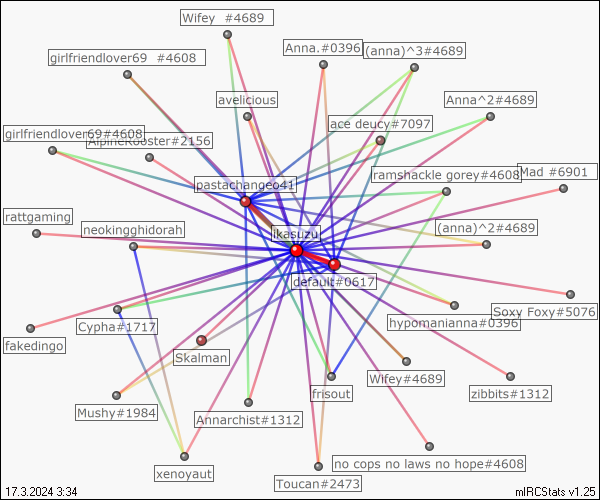 Wifey  #4689
Anna.#0396
(anna)^3#4689
girlfriendlover69  #4608
avelicious
Anna^2#4689
ace deucy#7097
girlfriendlover69#4608
AlpineRooster#2156
ramshackle gorey#4608
Mad #6901
pastachangeo41
rattgaming
neokingghidorah
ikasuzu
(anna)^2#4689
default#0617
Soxy Foxy#5076
Cypha#1717
hypomanianna#0396
fakedingo
Skalman
Wifey#4689
frisout
zibbits#1312
Mushy#1984
Annarchist#1312
xenoyaut
no cops no laws no hope#4608
Toucan#2473
17.3.2024 3:34
mIRCStats v1.25